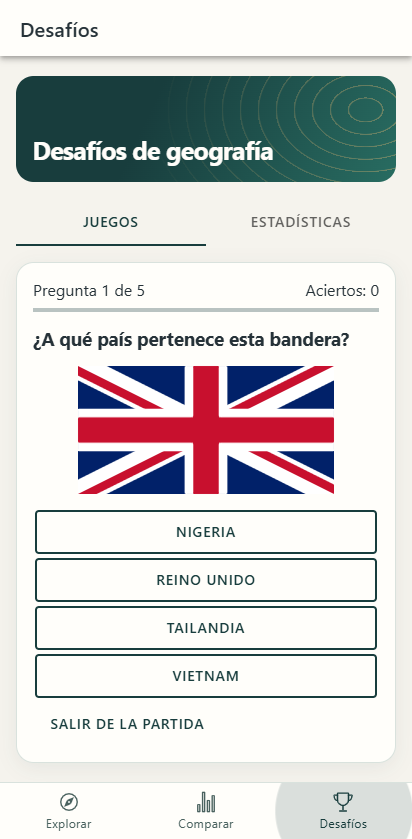 Desafíos
Desafíos de geografía
JUEGOS ESTADÍSTICAS
Pregunta 1 de 5 Aciertos: 0
¿A qué país pertenece esta bandera?
NIGERIA
REINO UNIDO
TAILANDIA
VIETNAM
SALIR DE LA PARTIDA
Explorar Comparar Desafíos